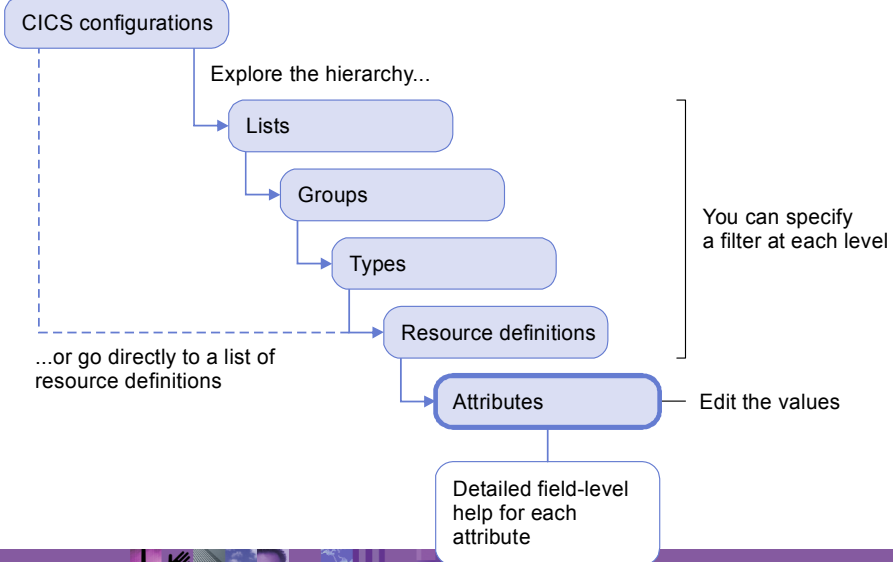 CICS configurations
Explore the hierarchy...
Lists
Groups
You can specify
a filter at each level
Types
Resource definitions
...or go directly to a list of
resource definitions
Attributes
Edit the values
Detailed field-level
help for each
attribute